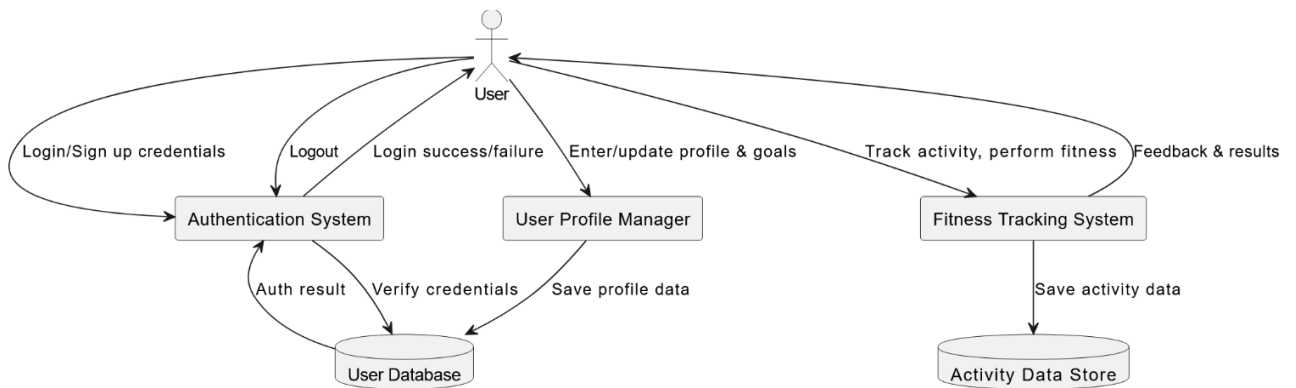 User
Login/Sign up credentials
Logout
Login success/failure
Enter/update profile & goals
Track activity, perform fitness
Feedback & results
Authentication System
User Profile Manager
Fitness Tracking System
Auth result
Verify credentials
Save profile data
Save activity data
User Database
Activity Data Store